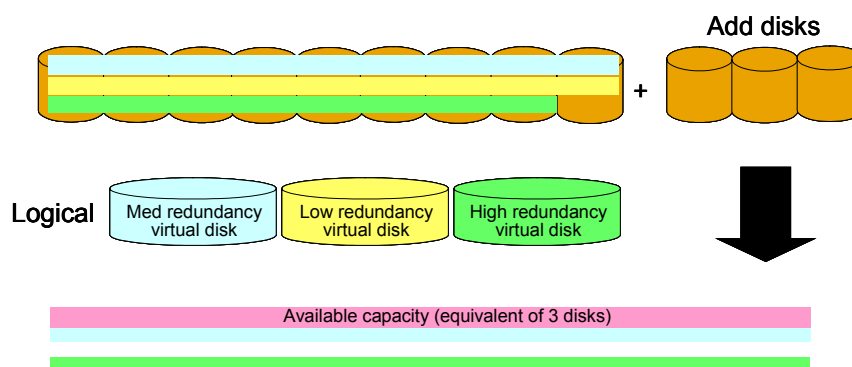 Add disks
+
Logical
Med redundancy
virtual disk
Low redundancy
virtual disk
High redundancy
virtual disk
Available capacity (equivalent of 3 disks)